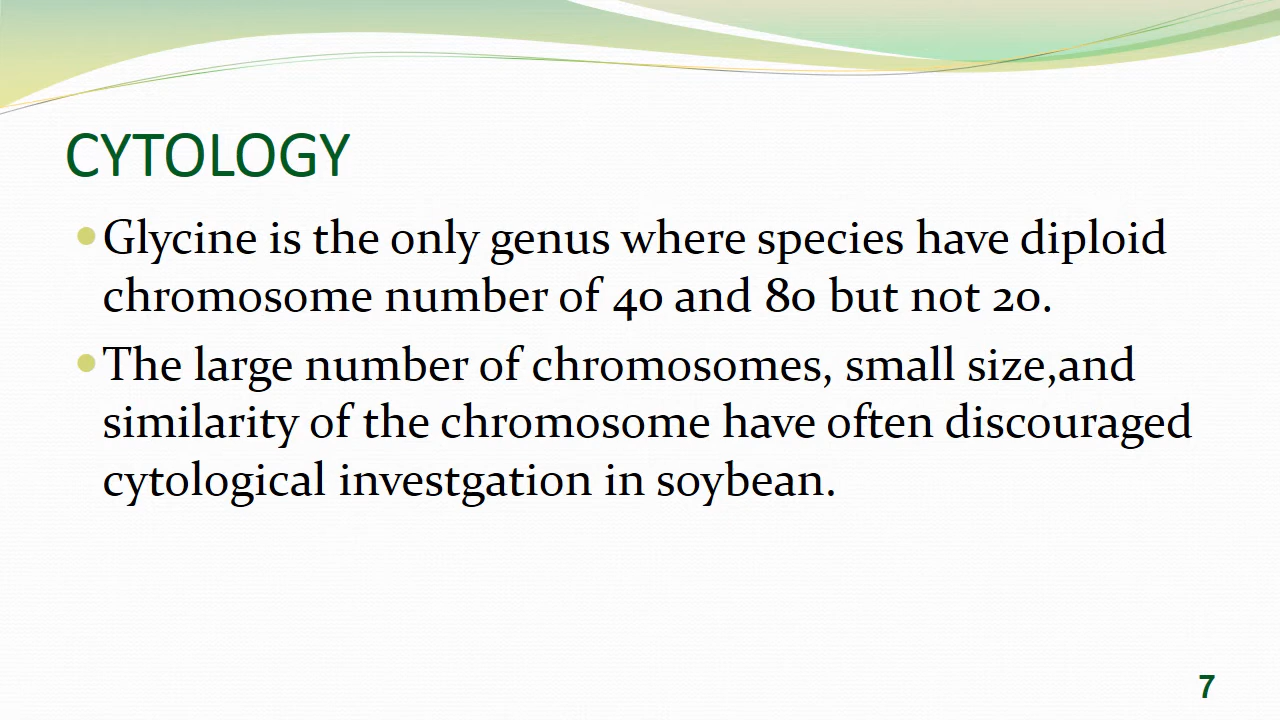 CYTOLOGY
•Glycine is the only genus where species have diploid
chromosome number of 40 and 80 but not 20.
•The large number of chromosomes, small size,and
similarity of the chromosome have often discouraged
cytological investgation in soybean.
7